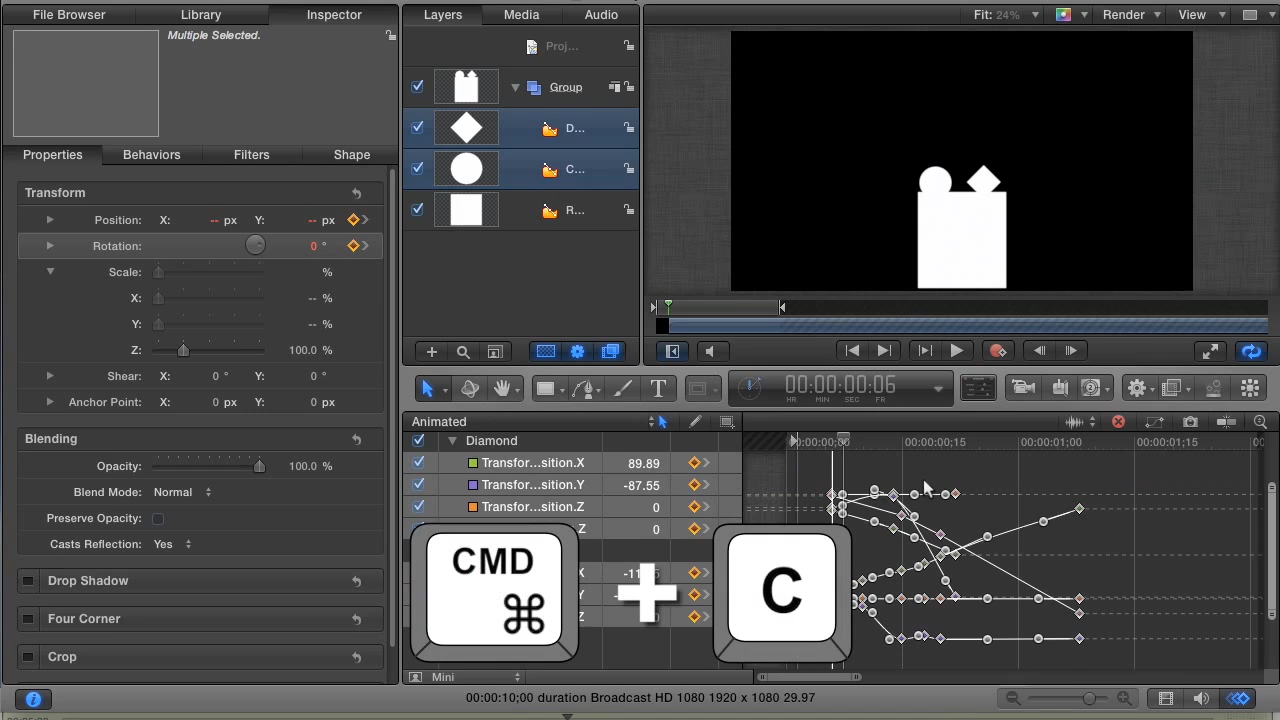 File Browser
Library
Inspector
Layers
Media
Audio
Fit: 24%
Render
View
Multiple Selected.
Proj...
Group
D...
C...
R...
Properties
Behaviors
Filters
Shape
Transform
Position: X: -- px Y: -- px
Rotation: 0 °
Scale: %
X: -- %
Y: -- %
Z: 100.0 %
Shear: X: 0 ° Y: 0 °
Anchor Point: X: 0 px Y: 0 px
Blending
Opacity: 100.0 %
Blend Mode: Normal
Preserve Opacity:
Casts Reflection: Yes
Drop Shadow
Four Corner
Crop
T
00:00:00:06
HR MIN SEC FR
Animated
Diamond
Transfor...sition.X 89.89
Transfor...sition.Y -87.55
Transfor...sition.Z 0
Z 0
X
Y
Z
00:00:00;15
00:00:01;00
00:00:01;15
CMD
⌘
+
C
Mini
00:00:10;00 duration Broadcast HD 1080 1920 x 1080 29.97